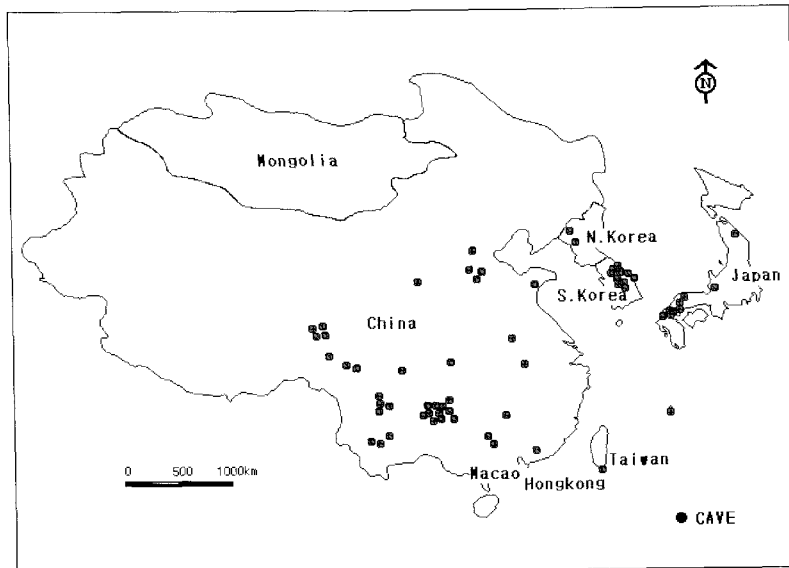 N
Mongolia
N.Korea
Japan
S.Korea
China
0 500 1000km
Taiwan
Macao
Hongkong
CAVE